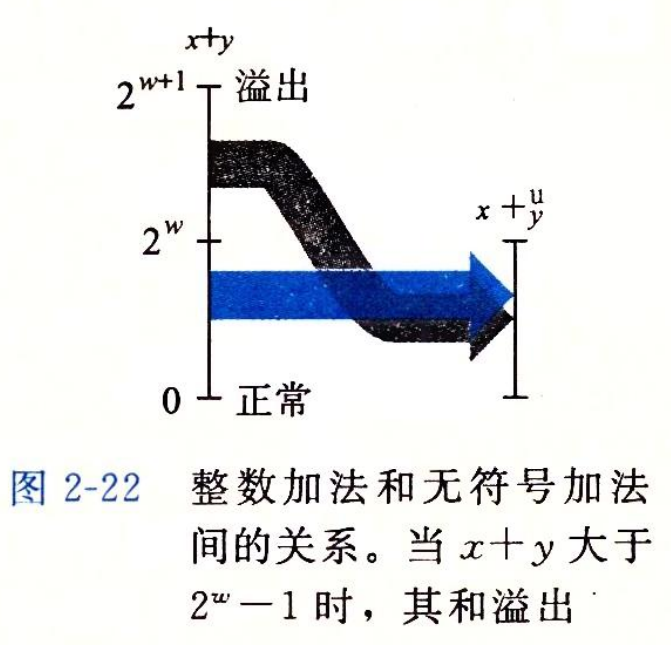 x+y
2^{w+1} 溢出
2^w
x +^u_y
0 正常
图 2-22 整数加法和无符号加法
间的关系。当 x+y 大于
2^w-1 时，其和溢出